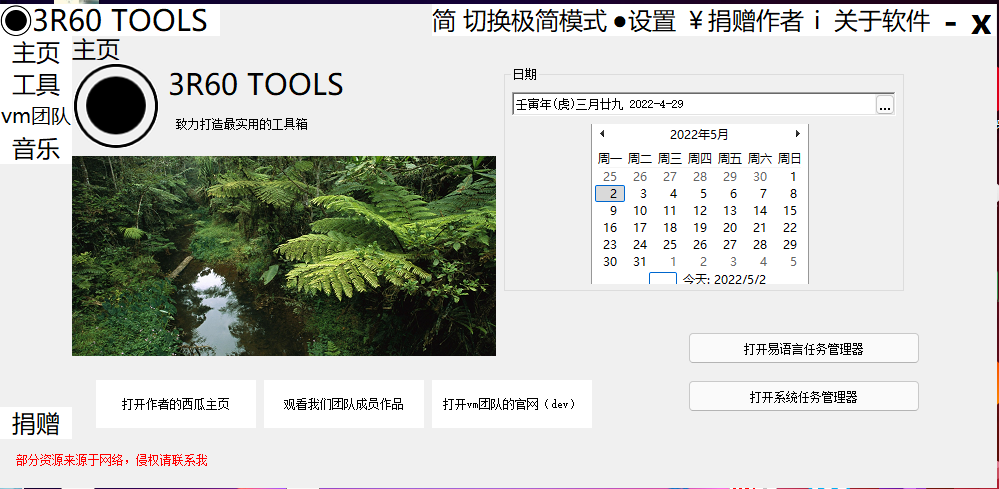 3R60 TOOLS
简 切换极简模式 ●设置 ￥捐赠作者 i 关于软件 - x
主页
工具
vm团队
音乐
捐赠
主页
3R60 TOOLS
致力打造最实用的工具箱
日期
壬寅年(虎)三月廿九 2022-4-29
...
2022年5月
周一 周二 周三 周四 周五 周六 周日
25 26 27 28 29 30 1
2 3 4 5 6 7 8
9 10 11 12 13 14 15
16 17 18 19 20 21 22
23 24 25 26 27 28 29
30 31 1 2 3 4 5
今天: 2022/5/2
打开易语言任务管理器
打开系统任务管理器
打开作者的西瓜主页
观看我们团队成员作品
打开vm团队的官网（dev）
部分资源来源于网络，侵权请联系我